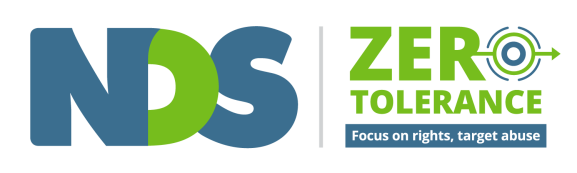 NDS
ZERO
TOLERANCE
Focus on rights, target abuse